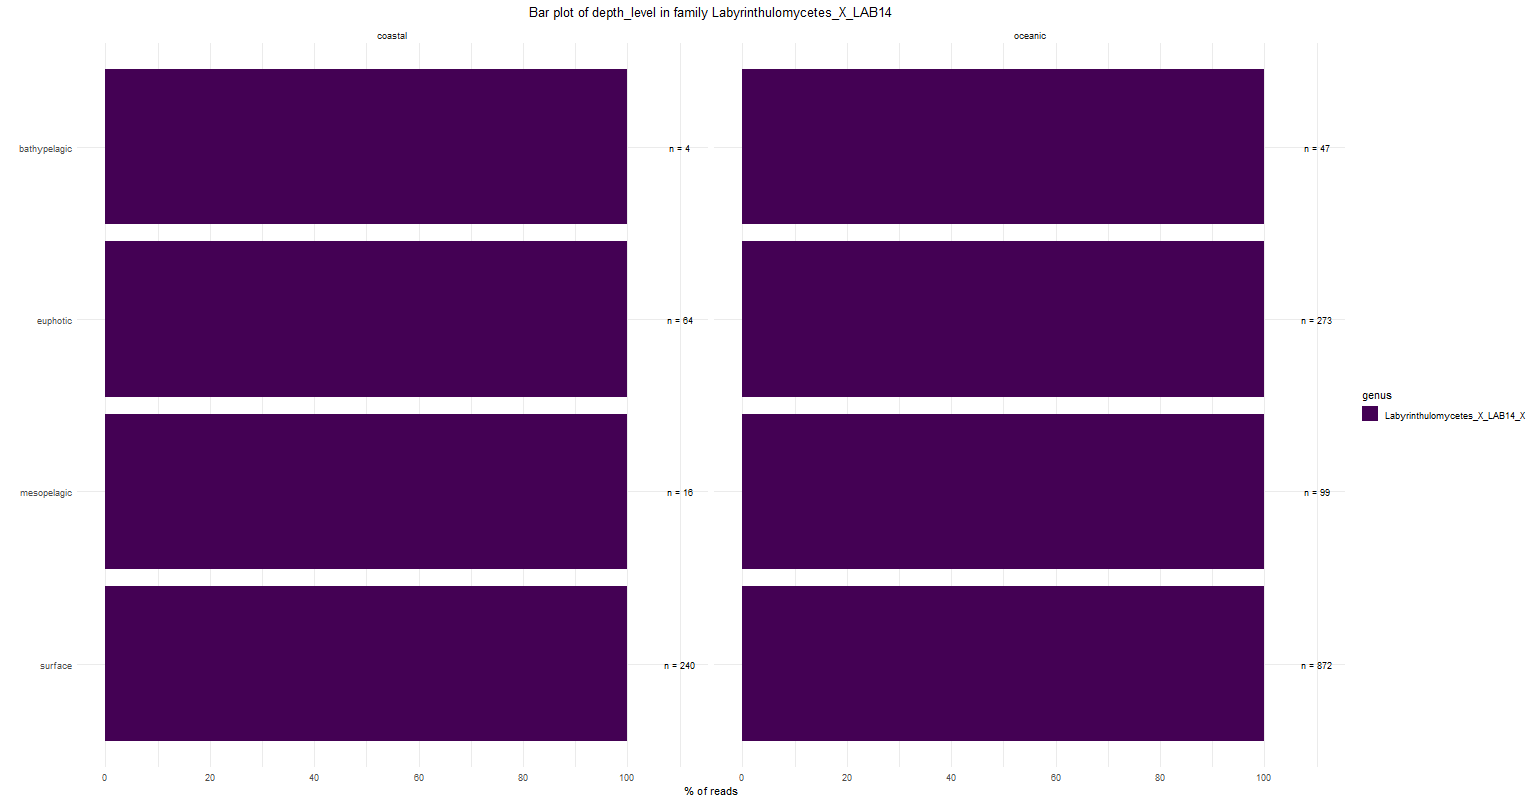 Bar plot of depth_level in family Labyrinthulomycetes_X_LAB14
coastal
oceanic
bathypelagic
n = 4
n = 47
euphotic
n = 64
n = 273
mesopelagic
n = 16
n = 99
surface
n = 240
n = 872
genus
Labyrinthulomycetes_X_LAB14_X
0 20 40 60 80 100
0 20 40 60 80 100
% of reads